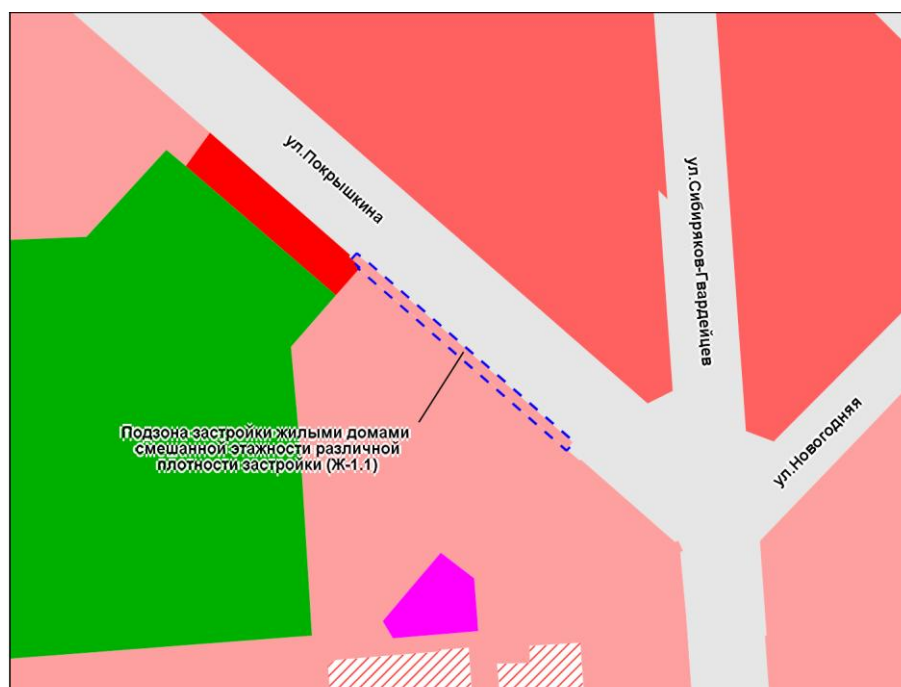 ул.Покрышкина
ул.Сибиряков-Гвардейцев
ул.Новогодняя
Подзона застройки жилыми домами
смешанной этажности различной
плотности застройки (Ж-1.1)